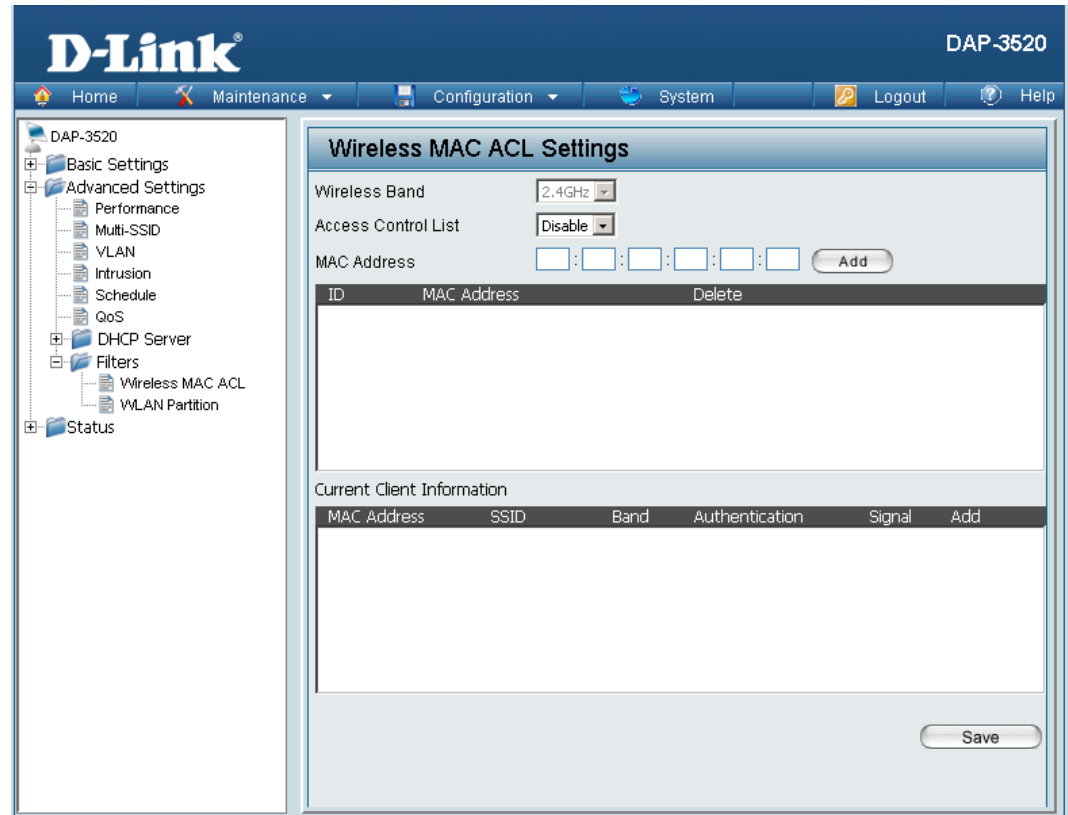 D-Link®
DAP-3520
Home Maintenance Configuration System Logout Help
DAP-3520
Basic Settings
Advanced Settings
Performance
Multi-SSID
VLAN
Intrusion
Schedule
QoS
DHCP Server
Filters
Wireless MAC ACL
WLAN Partition
Status
Wireless MAC ACL Settings
Wireless Band 2.4GHz
Access Control List Disable
MAC Address : : : : : Add
ID MAC Address Delete
Current Client Information
MAC Address SSID Band Authentication Signal Add
Save